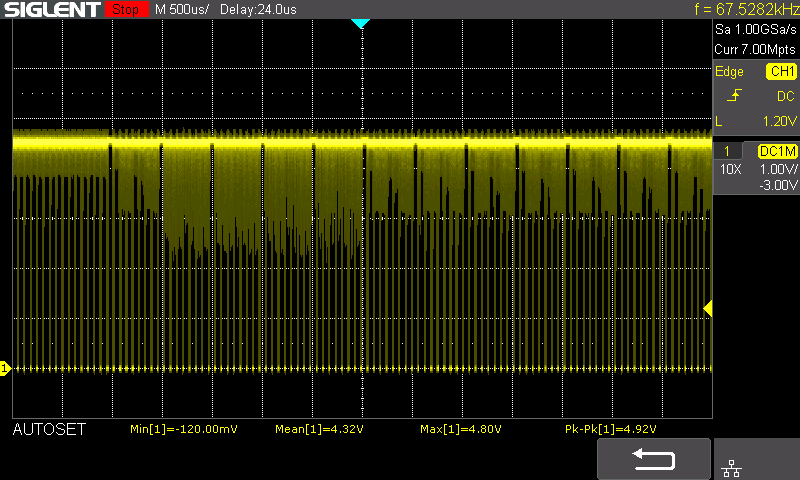 SIGLENT Stop M 500us/ Delay:24.0us f = 67.5282kHz
Sa 1.00GSa/s
Curr 7.00Mpts
Edge CH1
DC
L 1.20V
1 DC1M
10X 1.00V/
-3.00V
1
AUTOSET Min[1]=-120.00mV Mean[1]=4.32V Max[1]=4.80V Pk-Pk[1]=4.92V